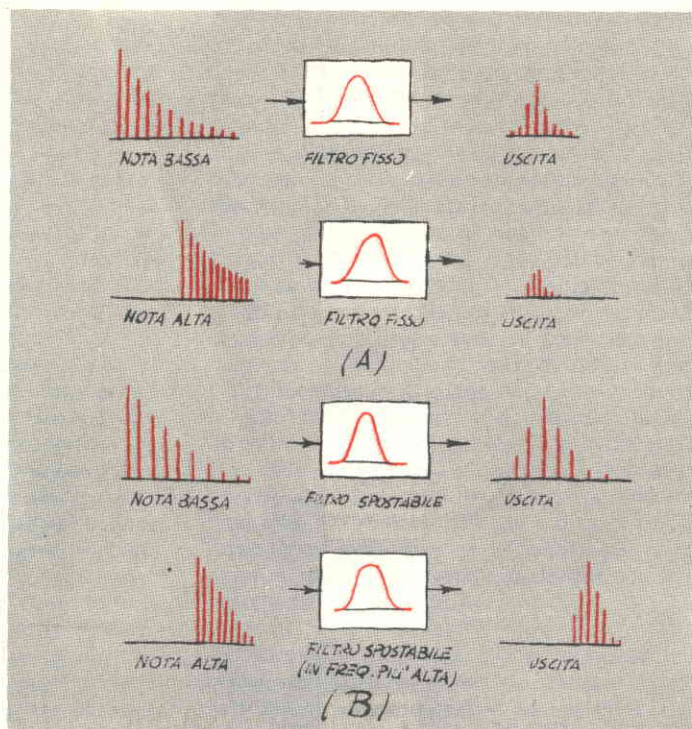 NOTA BASSA FILTRO FISSO USCITA
NOTA ALTA FILTRO FISSO USCITA
(A)
NOTA BASSA FILTRO SPOSTABILE USCITA
NOTA ALTA FILTRO SPOSTABILE USCITA
(IN FREQ. PIU' ALTA)
(B)